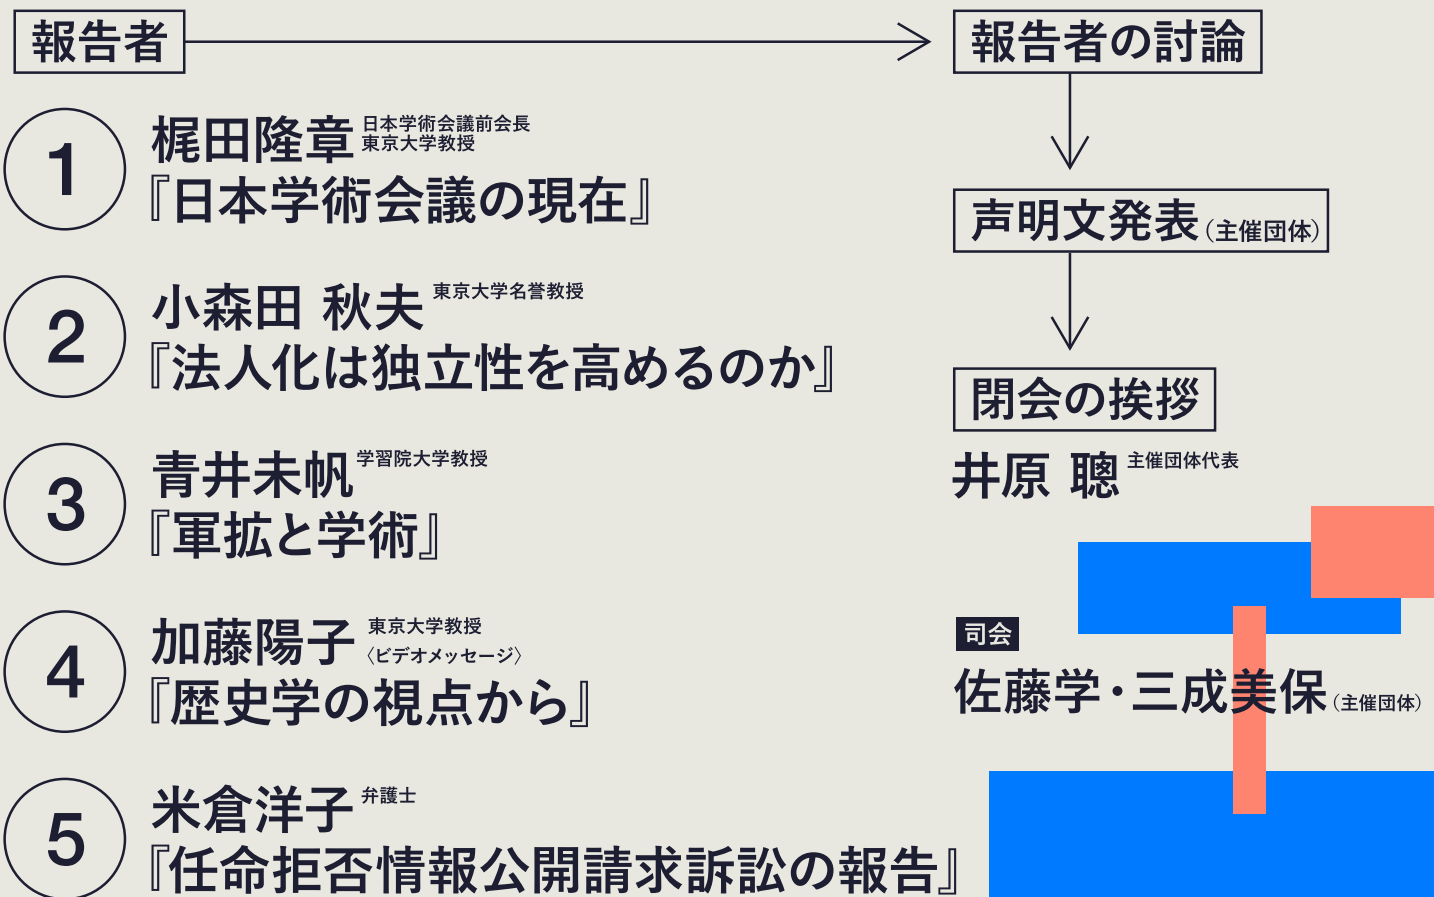 報告者
①
梶田隆章 日本学術会議前会長
東京大学教授
『日本学術会議の現在』
②
小森田 秋夫 東京大学名誉教授
『法人化は独立性を高めるのか』
③
青井未帆 学習院大学教授
『軍拡と学術』
④
加藤陽子 東京大学教授
〈ビデオメッセージ〉
『歴史学の視点から』
⑤
米倉洋子 弁護士
『任命拒否情報公開請求訴訟の報告』
報告者の討論
声明文発表（主催団体）
閉会の挨拶
井原 聰 主催団体代表
司会
佐藤学・三成美保（主催団体）